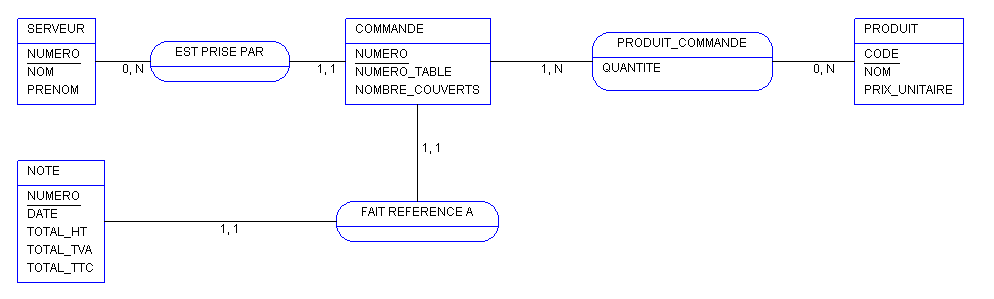 SERVEUR
NUMERO
NOM
PRENOM
0, N
EST PRISE PAR
1, 1
COMMANDE
NUMERO
NUMERO_TABLE
NOMBRE_COUVERTS
1, N
PRODUIT_COMMANDE
QUANTITE
0, N
PRODUIT
CODE
NOM
PRIX_UNITAIRE
1, 1
NOTE
NUMERO
DATE
TOTAL_HT
TOTAL_TVA
TOTAL_TTC
1, 1
FAIT REFERENCE A